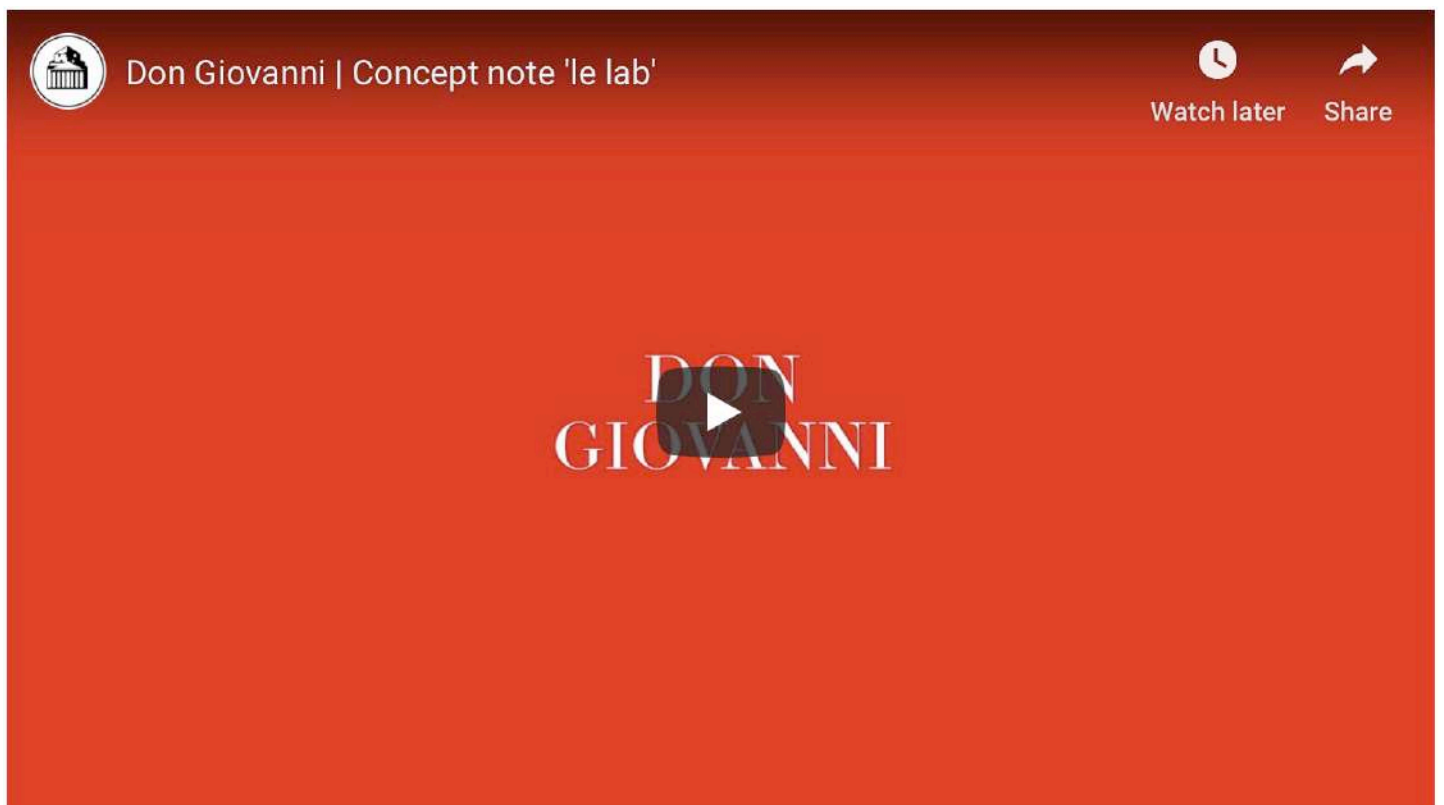 Don Giovanni | Concept note 'le lab'
Watch later
Share
DON
GIOVANNI